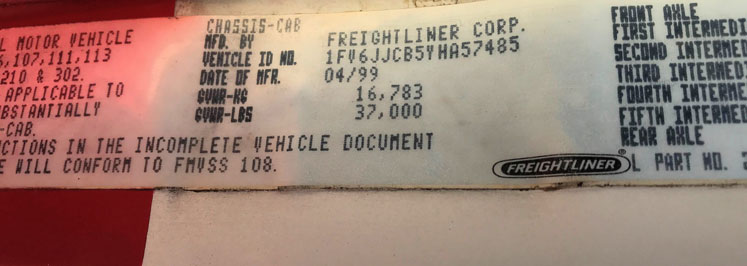 L MOTOR VEHICLE
,107,111,113
210 & 302.
APPLICABLE TO
BSTANTIALLY
-CAB.
CTIONS IN THE INCOMPLETE VEHICLE DOCUMENT
E WILL CONFORM TO FMVSS 108.
CHASSIS-CAB
MFD. BY FREIGHTLINER CORP.
VEHICLE ID NO. 1FV6JJCB5YHA57485
DATE OF MFR. 04/99
GVWR-KG 16,783
GVWR-LBS 37,000
FREIGHTLINER®
FRONT AXLE
FIRST INTERMEDI
SECOND INTERMED
THIRD INTERMED
FOURTH INTERME
FIFTH INTERMED
REAR AXLE
L PART NO.